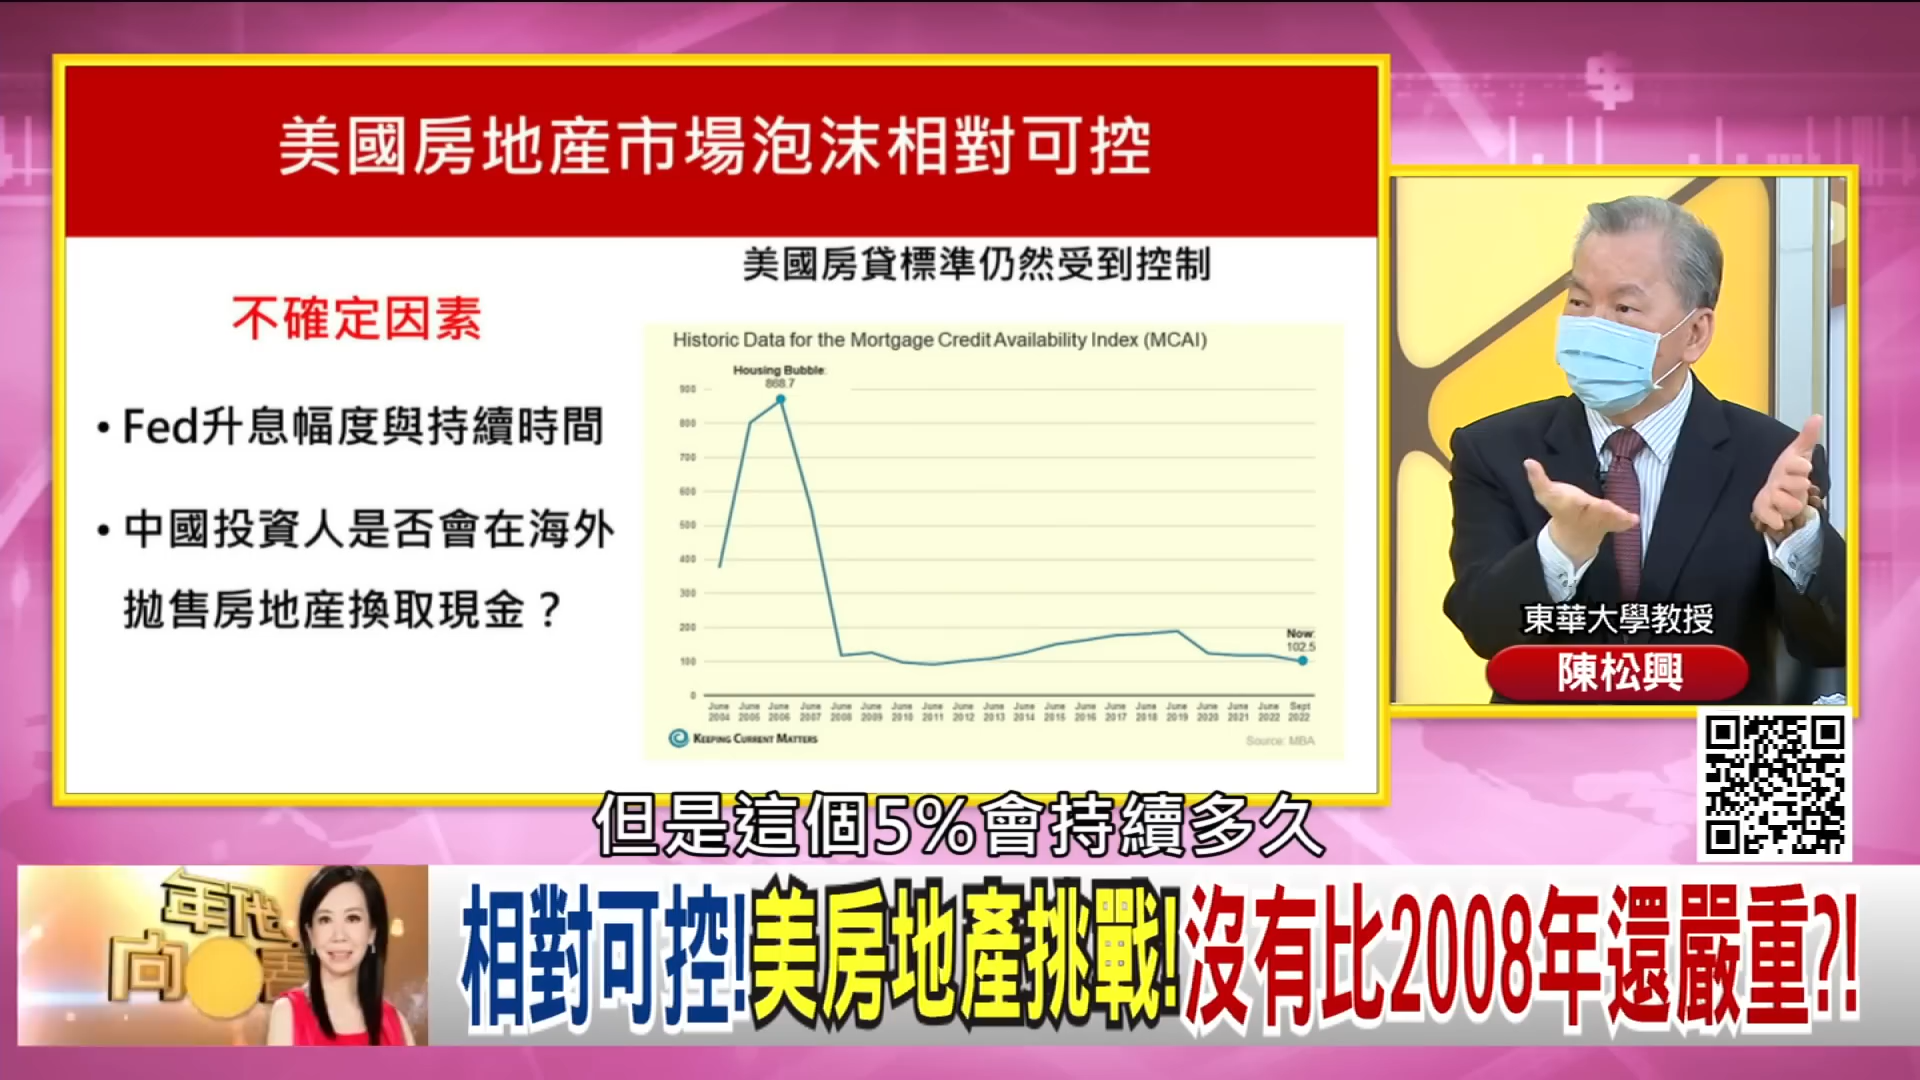 美國房地產市場泡沫相對可控
不確定因素
• Fed升息幅度與持續時間
• 中國投資人是否會在海外
拋售房地產換取現金？
美國房貸標準仍然受到控制
Historic Data for the Mortgage Credit Availability Index (MCAI)
Housing Bubble:
868.7
900
800
700
600
500
400
300
200
100
0
Now:
102.5
June 2004 June 2005 June 2006 June 2007 June 2008 June 2009 June 2010 June 2011 June 2012 June 2013 June 2014 June 2015 June 2016 June 2017 June 2018 June 2019 June 2020 June 2021 June 2022 Sept 2022
Keeping Current Matters
Source: MBA
東華大學教授
陳松興
但是這個5%會持續多久
年代
向
相對可控!美房地產挑戰!沒有比2008年還嚴重?!